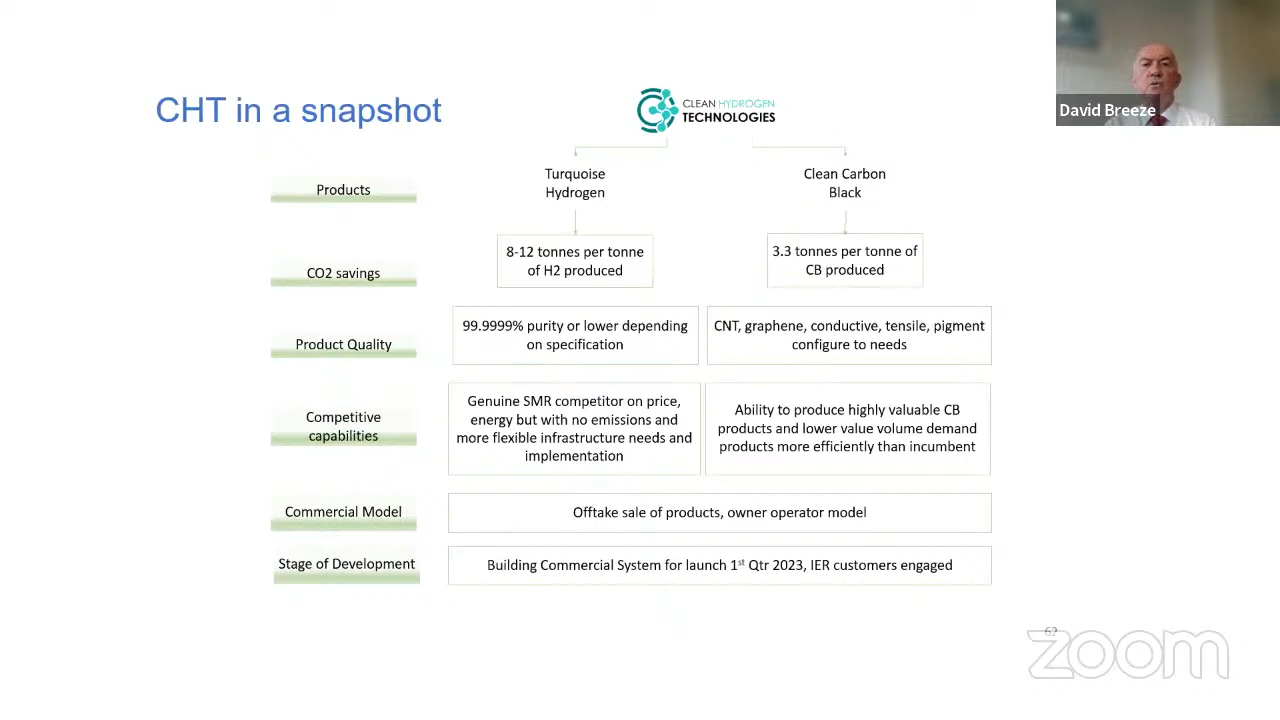 CHT in a snapshot
CLEAN HYDROGEN
TECHNOLOGIES
David Breeze
Products
Turquoise
Hydrogen
Clean Carbon
Black
CO2 savings
8-12 tonnes per tonne
of H2 produced
3.3 tonnes per tonne of
CB produced
Product Quality
99.9999% purity or lower depending
on specification
CNT, graphene, conductive, tensile, pigment
configure to needs
Competitive
capabilities
Genuine SMR competitor on price,
energy but with no emissions and
more flexible infrastructure needs and
implementation
Ability to produce highly valuable CB
products and lower value volume demand
products more efficiently than incumbent
Commercial Model
Offtake sale of products, owner operator model
Stage of Development
Building Commercial System for launch 1st Qtr 2023, IER customers engaged
62
zoom